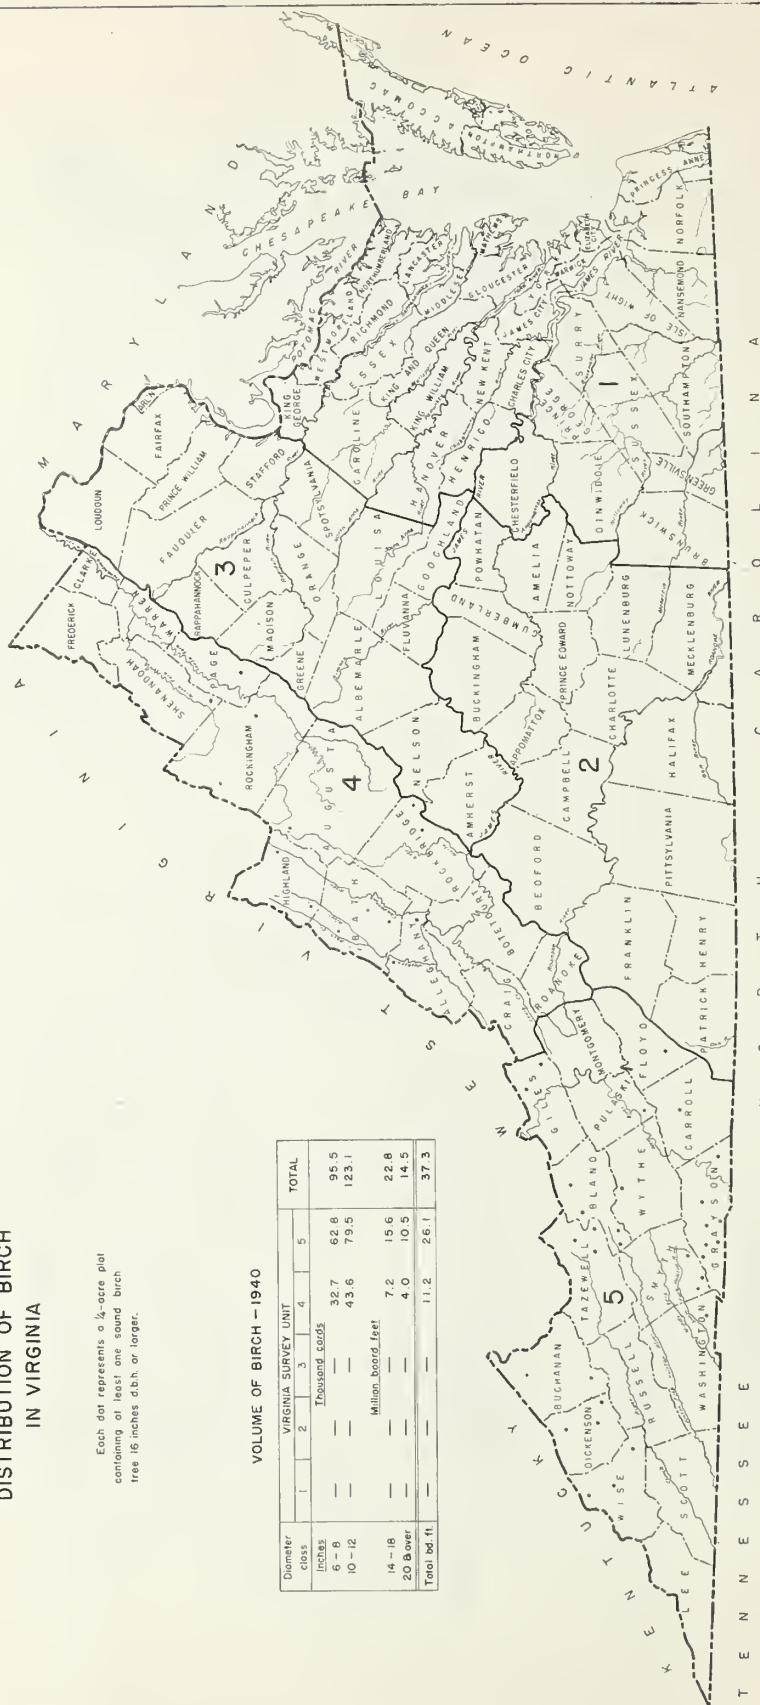 DISTRIBUTION OF BIRCH
IN VIRGINIA
Each dot represents a ¼-acre plot
containing at least one sound birch
tree 16 inches d.b.h. or larger.
VOLUME OF BIRCH – 1940
Diameter class | VIRGINIA SURVEY UNIT | TOTAL
1 2 3 4 5
Inches Thousand cords
6 – 8 — — — 32.7 62.8 95.5
10 – 12 — — — 43.6 79.5 123.1
Million board feet
14 – 18 — — — 7.2 15.6 22.8
20 & over — — — 4.0 10.5 14.5
Total bd. ft. — — — 11.2 26.1 37.3
WEST VIRGINIA
MARYLAND
KENTUCKY
TENNESSEE
CAROLINA
ATLANTIC OCEAN
CHESAPEAKE BAY
POTOMAC RIVER
FREDERICK
CLARKE
LOUDOUN
WARREN
SHENANDOAH
PAGE
RAPPAHANNOCK
FAUQUIER
PRINCE WILLIAM
FAIRFAX
STAFFORD
CULPEPER
3
MADISON
ORANGE
GREENE
SPOTSYLVANIA
LOUISA
ALBEMARLE
FLUVANNA
GOOCHLAND
NELSON
AMHERST
ROCKINGHAM
AUGUSTA
4
HIGHLAND
BATH
ROCKBRIDGE
ALLEGHANY
BOTETOURT
CRAIG
ROANOKE
KING GEORGE
WESTMORELAND
NORTHUMBERLAND
RICHMOND
LANCASTER
ESSEX
CAROLINE
KING AND QUEEN
KING WILLIAM
MIDDLESEX
MATHEWS
GLOUCESTER
HANOVER
HENRICO
NEW KENT
CHARLES CITY
JAMES CITY
YORK
WARWICK
ELIZABETH CITY
JAMES RIVER
ACCOMAC
NORTHAMPTON
PRINCESS ANNE
NORFOLK
NANSEMOND
ISLE OF WIGHT
SURRY
1
PRINCE GEORGE
SUSSEX
SOUTHAMPTON
GREENSVILLE
BRUNSWICK
DINWIDDIE
CHESTERFIELD
POWHATAN
JAMES RIVER
CUMBERLAND
AMELIA
NOTTOWAY
BUCKINGHAM
PRINCE EDWARD
LUNENBURG
MECKLENBURG
CHARLOTTE
APPOMATTOX
JAMES RIVER
CAMPBELL
2
HALIFAX
BEDFORD
PITTSYLVANIA
FRANKLIN
HENRY
PATRICK
GILES
MONTGOMERY
FLOYD
PULASKI
CARROLL
BLAND
WYTHE
GRAYSON
TAZEWELL
5
SM
BUCHANAN
RUSSELL
WASHINGTON
DICKENSON
WISE
SCOTT
LEE